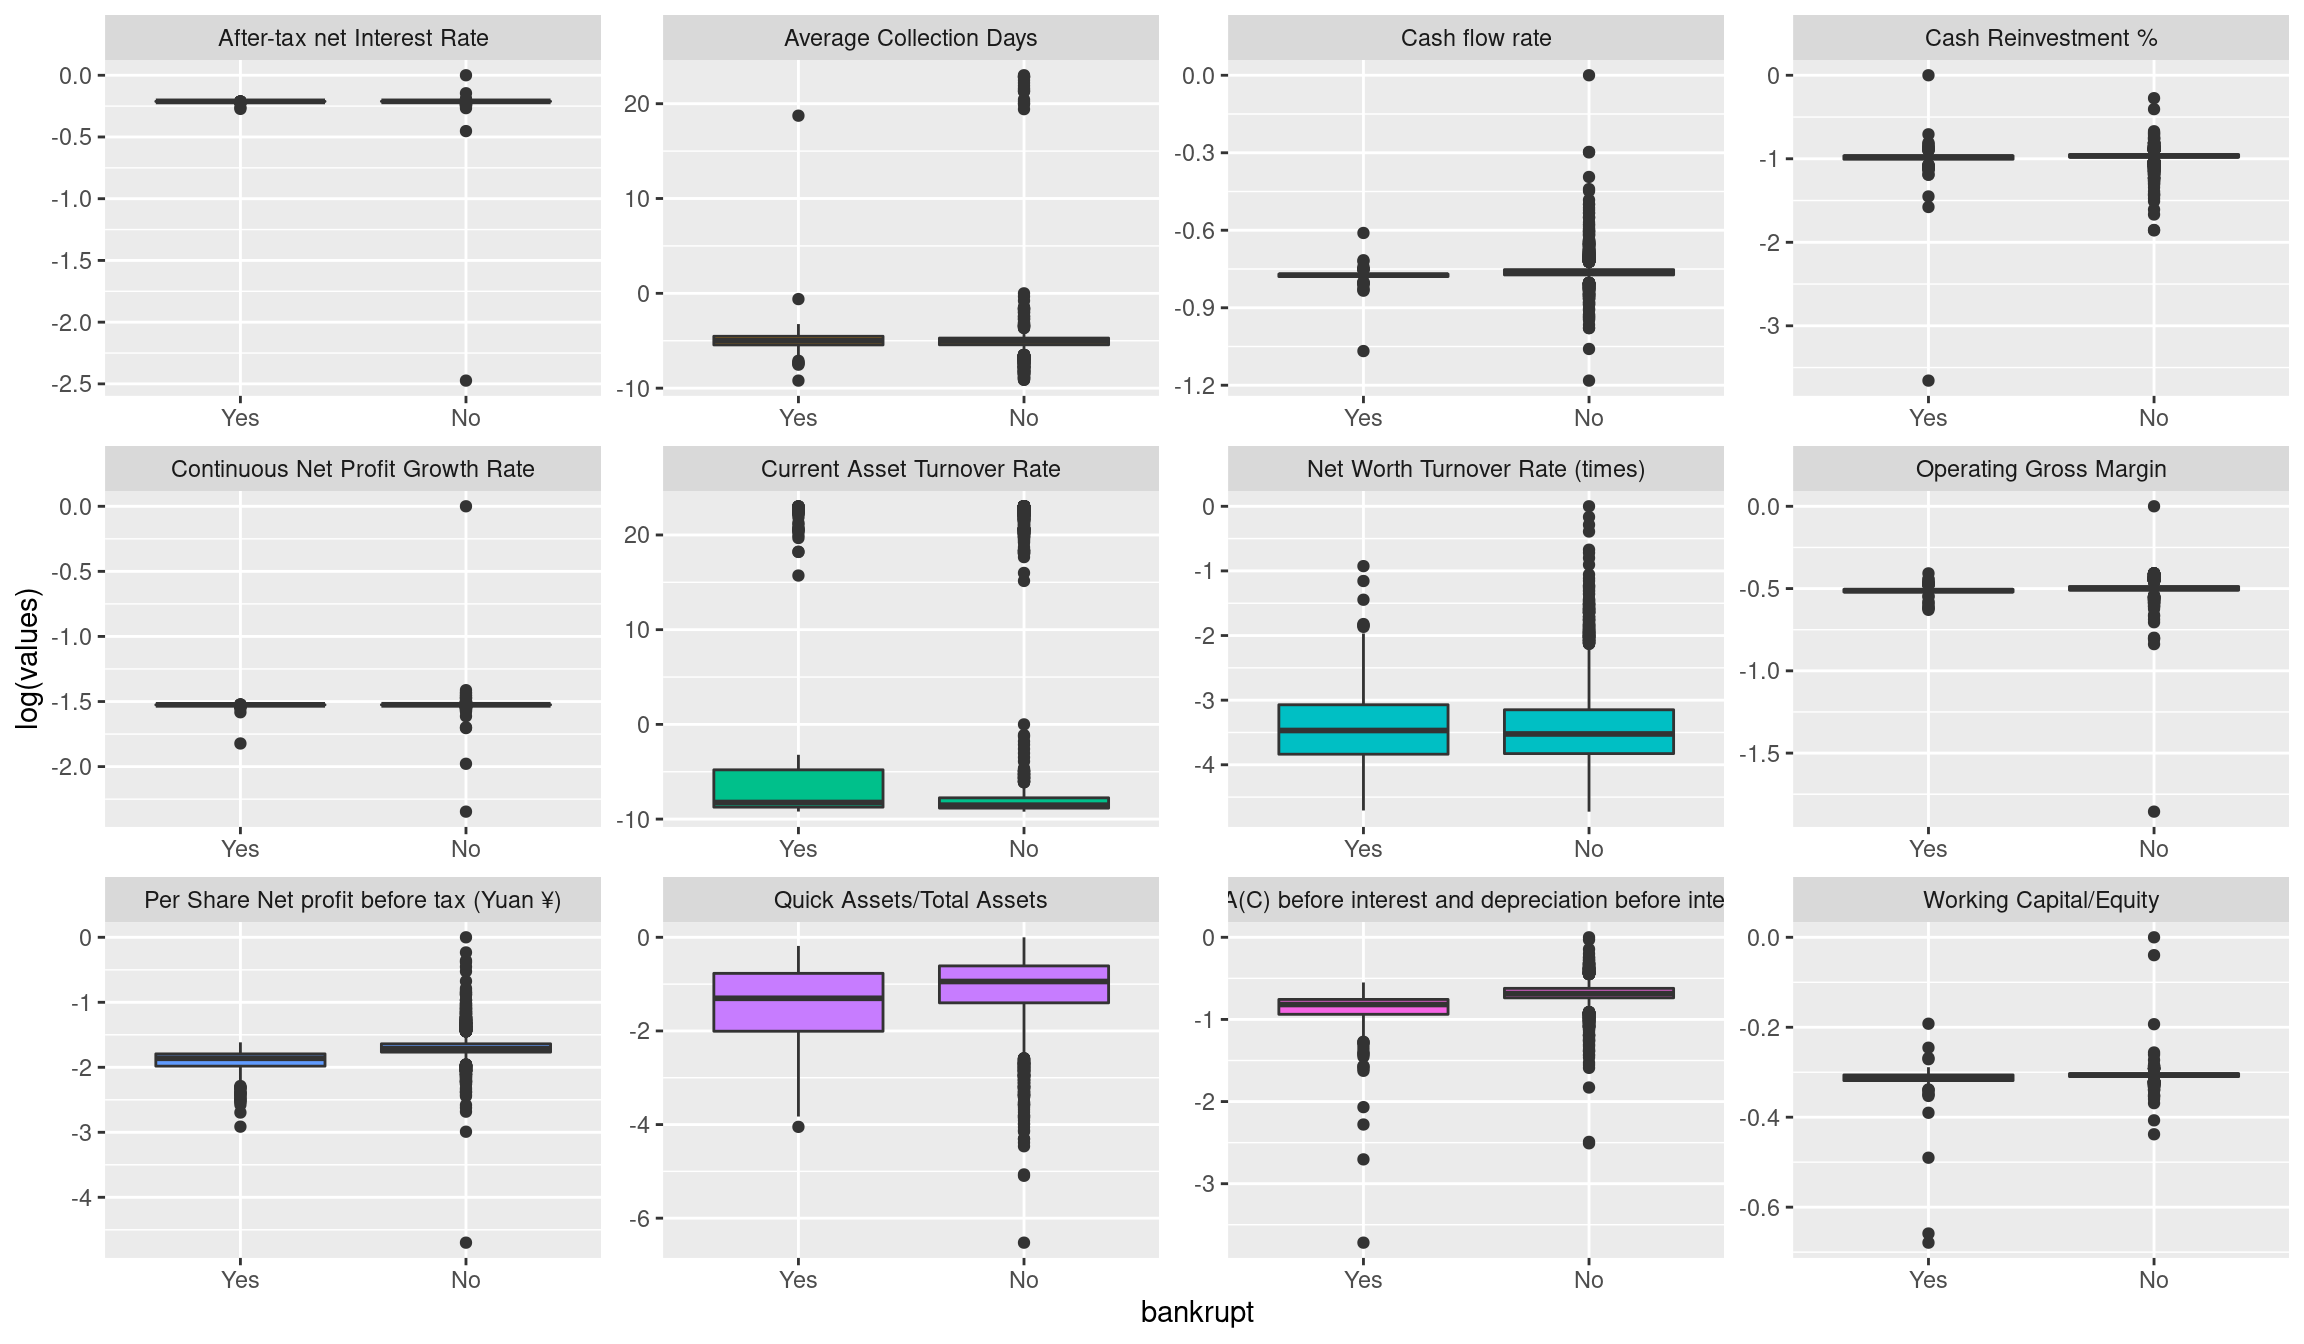 After-tax net Interest Rate
Average Collection Days
Cash flow rate
Cash Reinvestment %
0.0
-0.5
-1.0
-1.5
-2.0
-2.5
20
10
0
-10
0.0
-0.3
-0.6
-0.9
-1.2
0
-1
-2
-3
Yes No
Yes No
Yes No
Yes No
Continuous Net Profit Growth Rate
Current Asset Turnover Rate
Net Worth Turnover Rate (times)
Operating Gross Margin
log(values)
0.0
-0.5
-1.0
-1.5
-2.0
20
10
0
-10
0
-1
-2
-3
-4
0.0
-0.5
-1.0
-1.5
Yes No
Yes No
Yes No
Yes No
Per Share Net profit before tax (Yuan ¥)
Quick Assets/Total Assets
A(C) before interest and depreciation before inte
Working Capital/Equity
0
-1
-2
-3
-4
0
-2
-4
-6
0
-1
-2
-3
0.0
-0.2
-0.4
-0.6
Yes No
Yes No
Yes No
Yes No
bankrupt